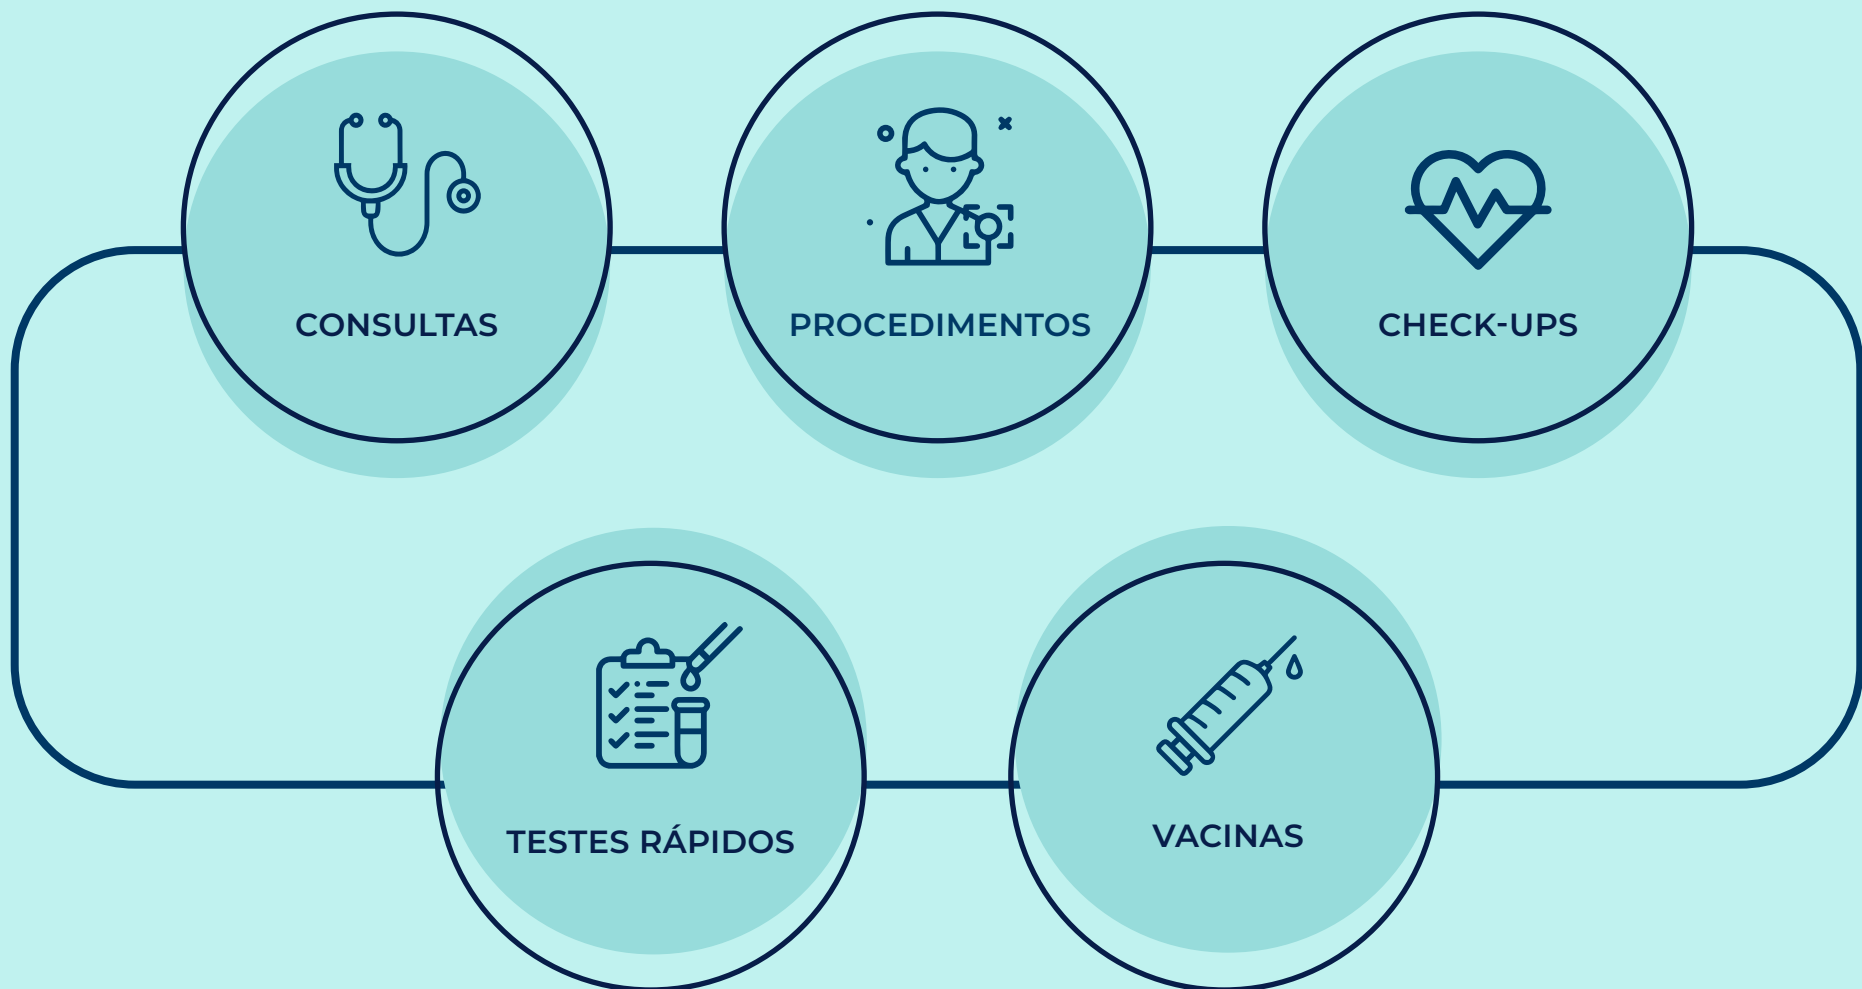 CONSULTAS
PROCEDIMENTOS
CHECK-UPS
TESTES RÁPIDOS
VACINAS